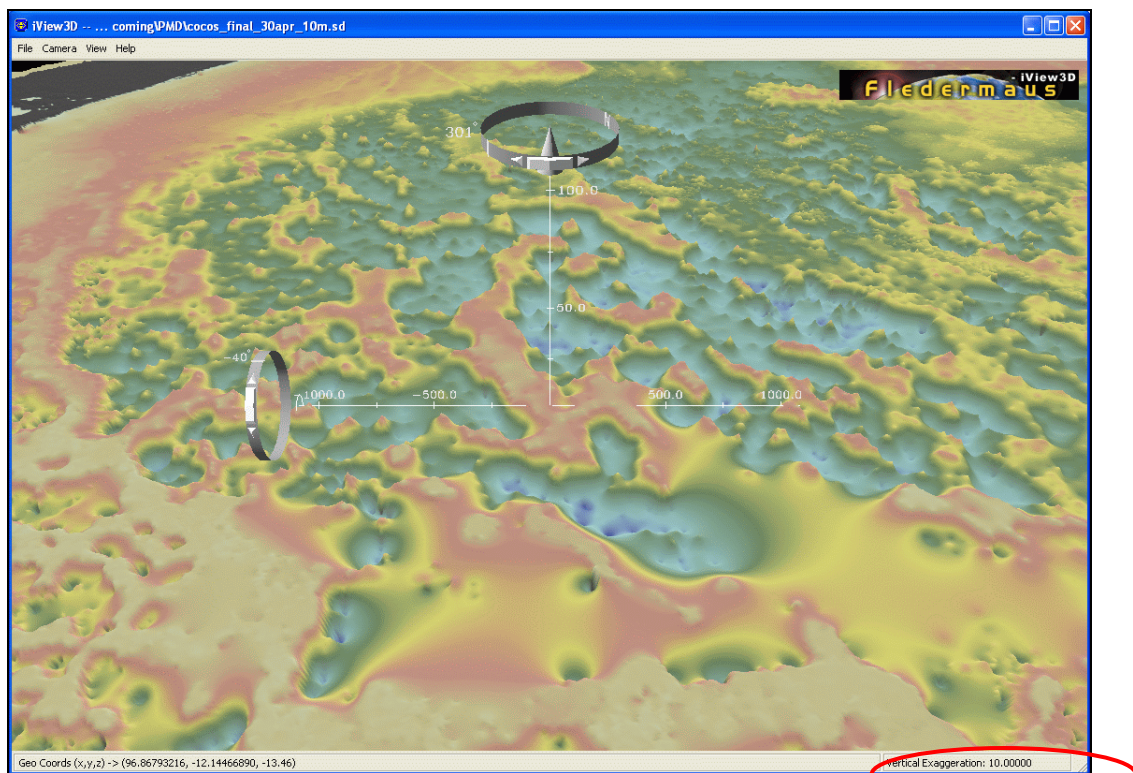 iView3D -- ... coming\PMD\cocos_final_30apr_10m.sd
File Camera View Help
- iView3D
Fledermaus
301°
N
100.0
50.0
-40°
-1000.0 -500.0 500.0 1000.0
Geo Coords (x,y,z) -> (96.86793216, -12.14466890, -13.46)
Vertical Exaggeration: 10.00000